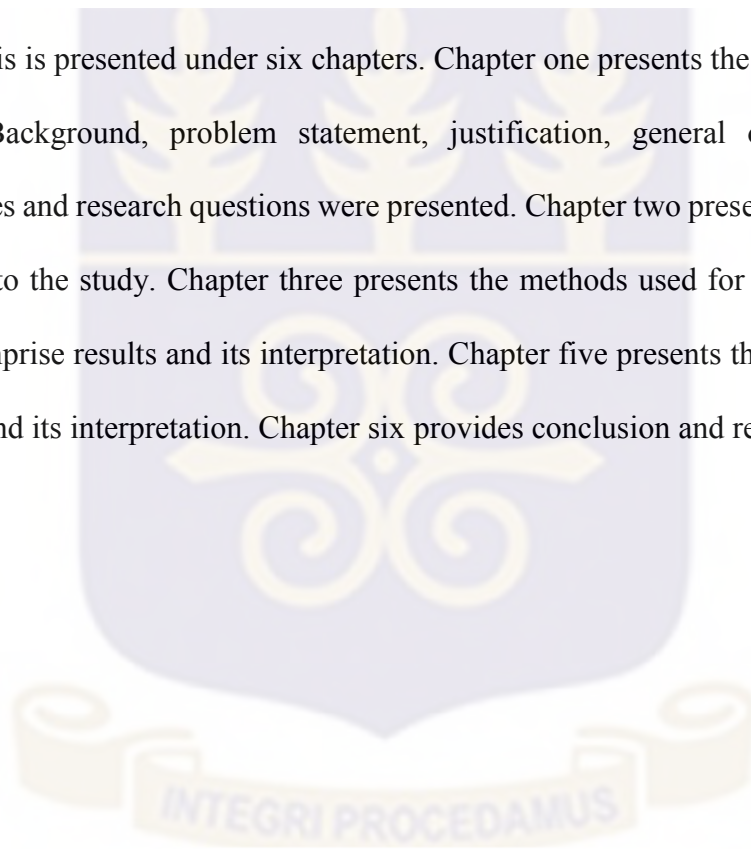 is is presented under six chapters. Chapter one presents the
Background, problem statement, justification, general
es and research questions were presented. Chapter two prese
to the study. Chapter three presents the methods used for
prise results and its interpretation. Chapter five presents th
nd its interpretation. Chapter six provides conclusion and re
INTEGRI PROCEDAMUS